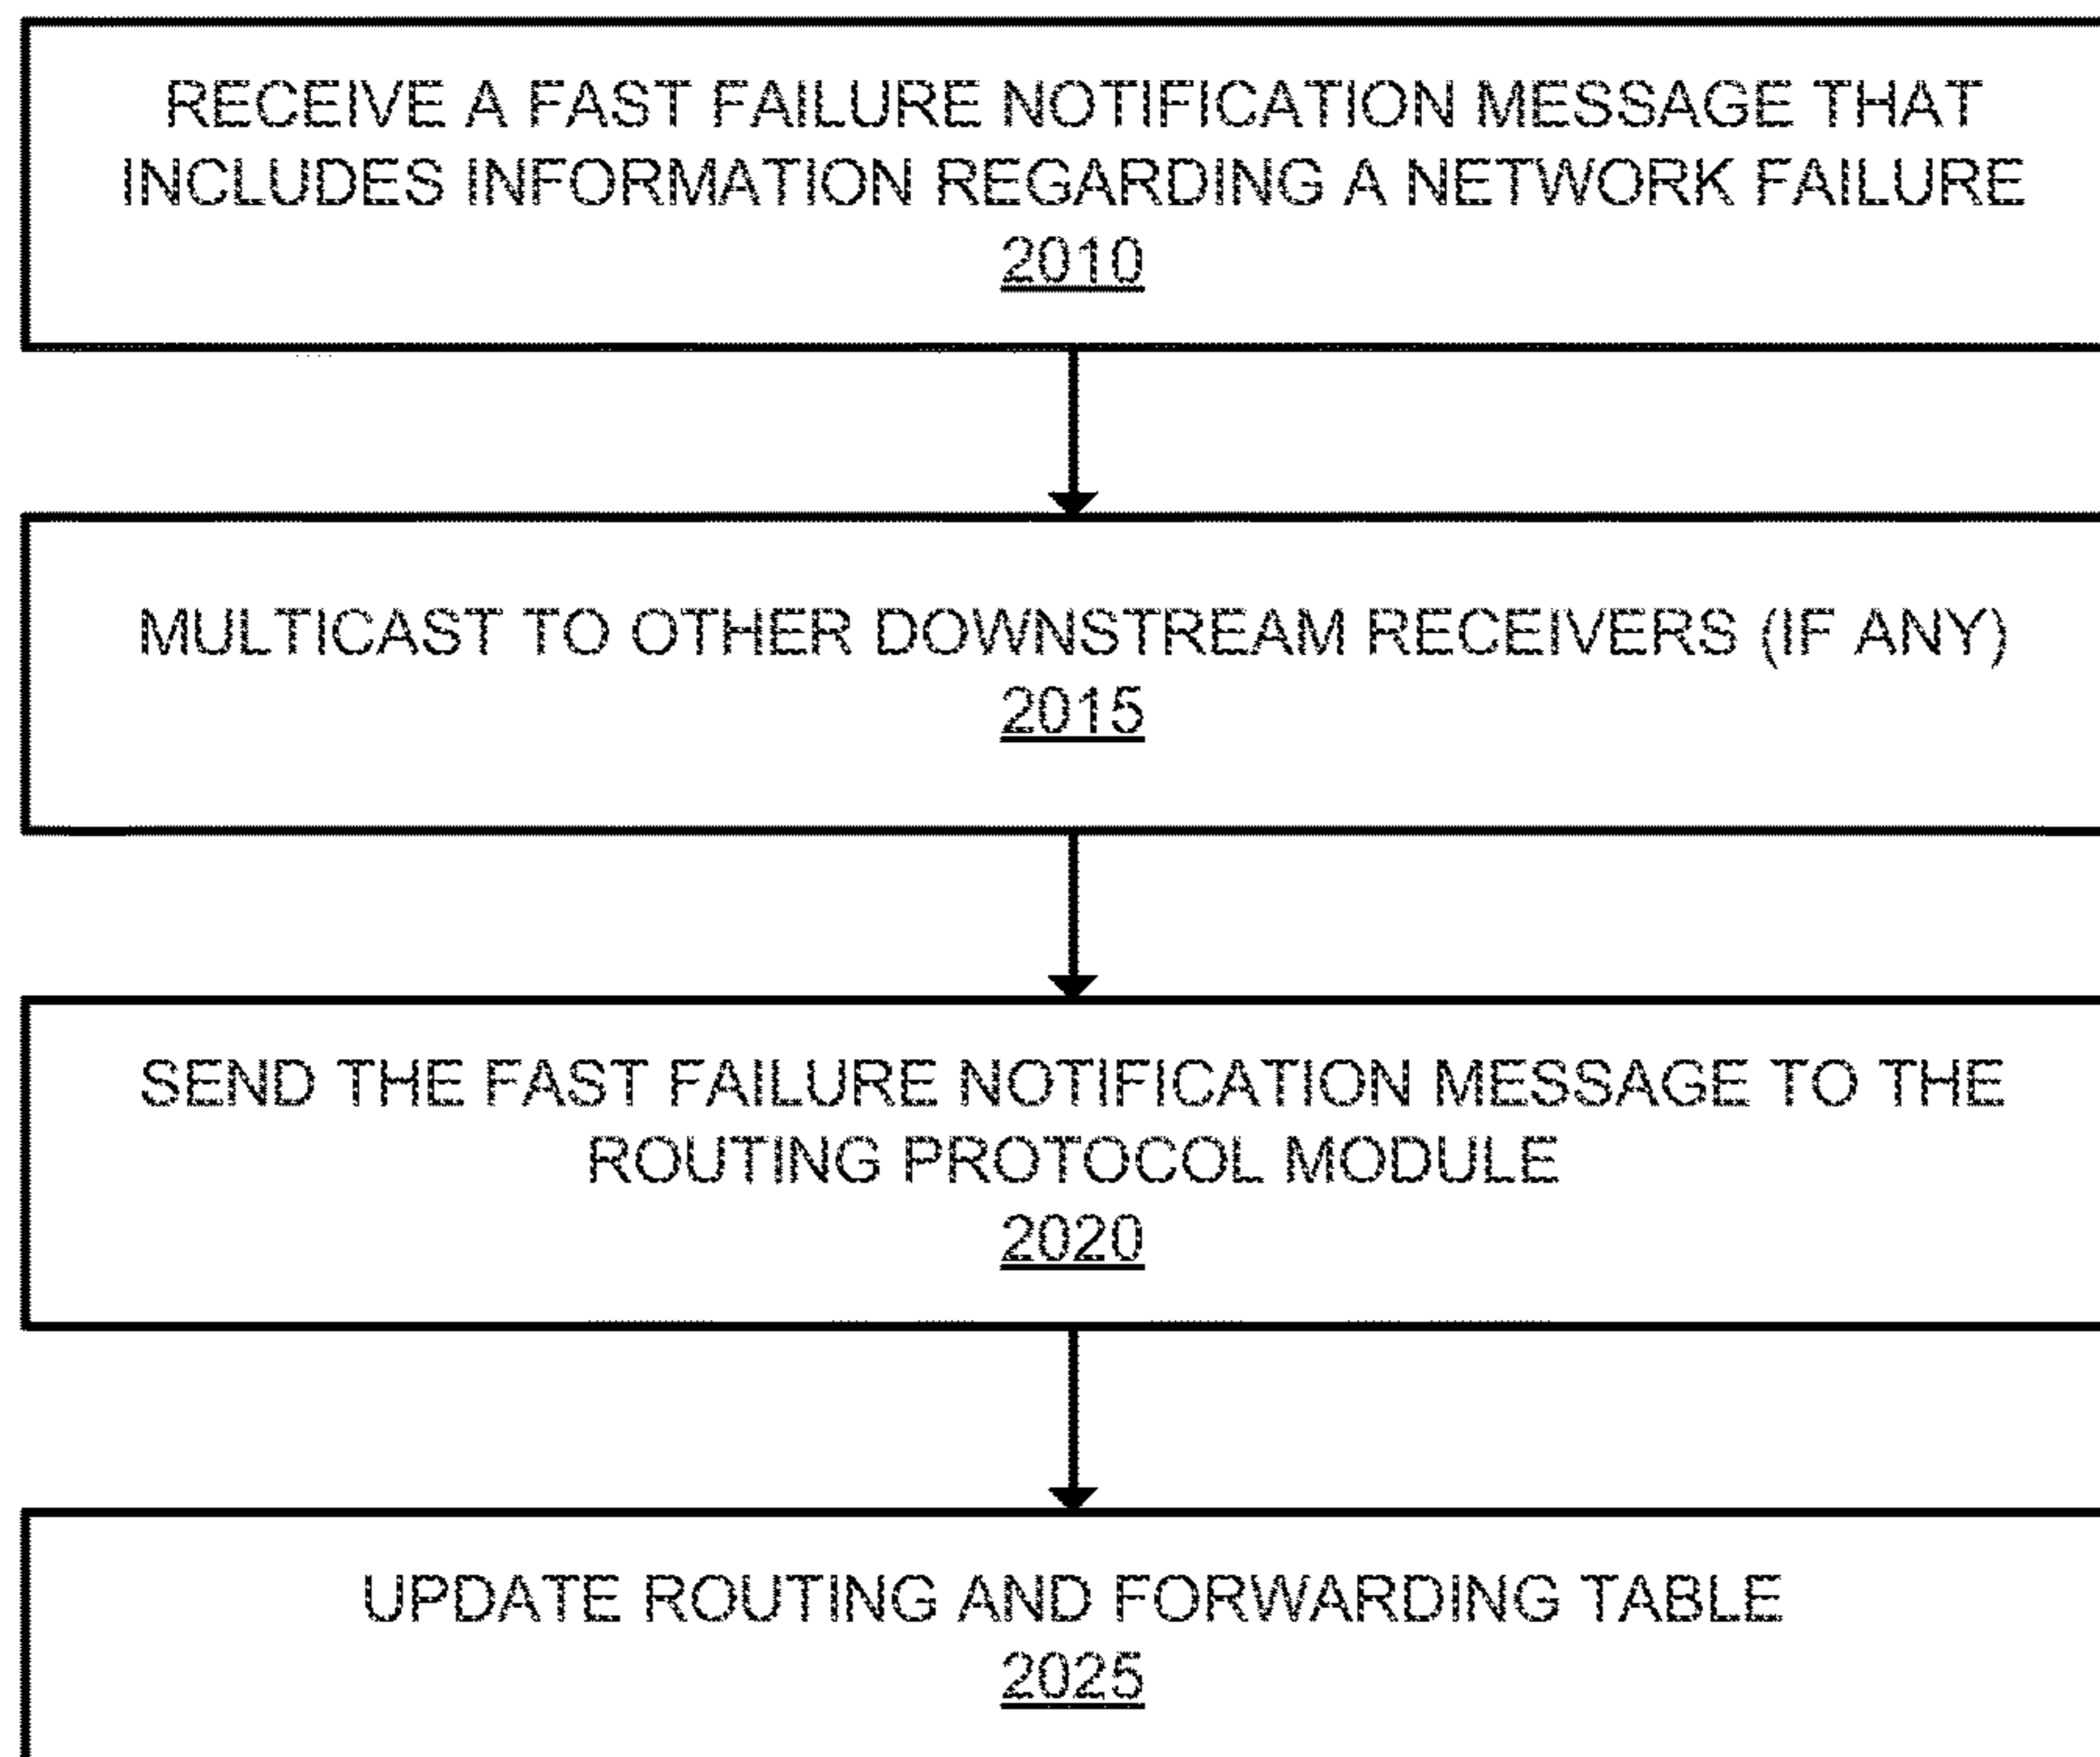 RECEIVE A FAST FAILURE NOTIFICATION MESSAGE THAT
INCLUDES INFORMATION REGARDING A NETWORK FAILURE
2010
MULTICAST TO OTHER DOWNSTREAM RECEIVERS (IF ANY)
2015
SEND THE FAST FAILURE NOTIFICATION MESSAGE TO THE
ROUTING PROTOCOL MODULE
2020
UPDATE ROUTING AND FORWARDING TABLE
2025